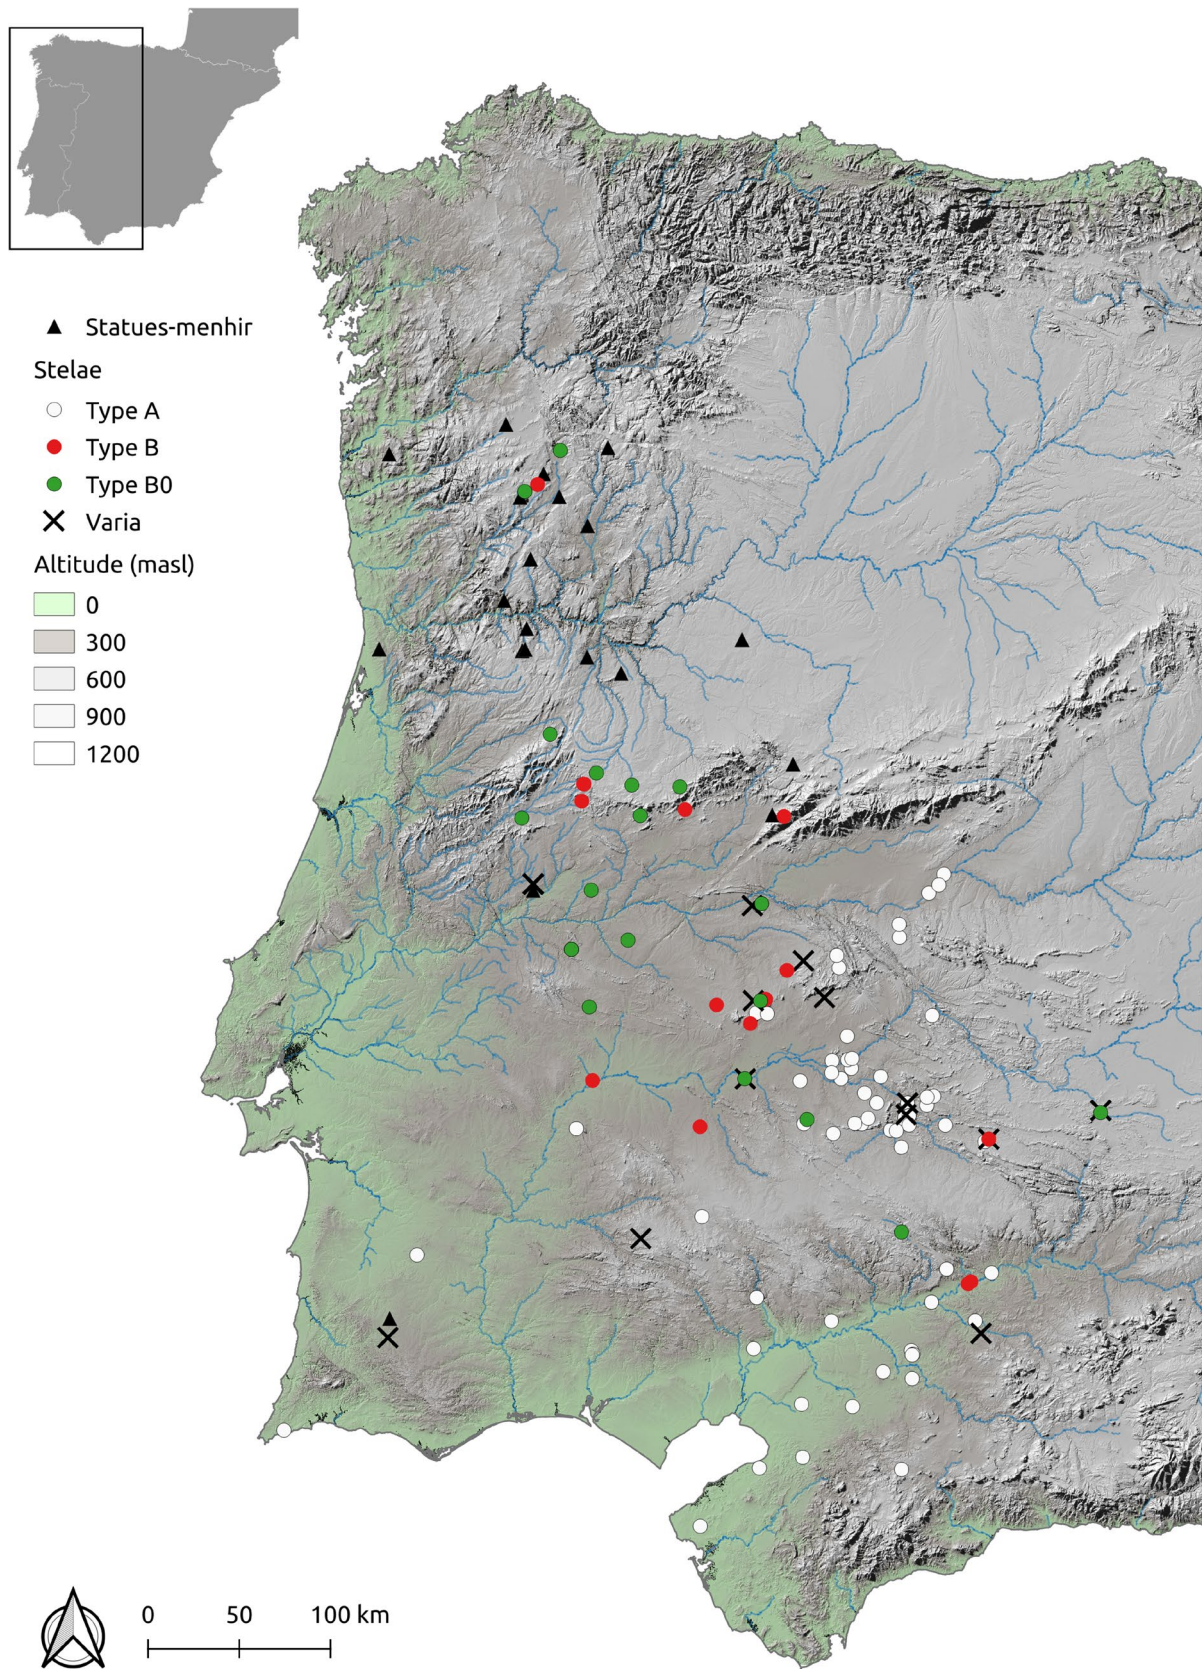 Statues-menhir
Stelae
Type A
Type B
Type B0
Varia
Altitude (masl)
0
300
600
900
1200
0 50 100 km